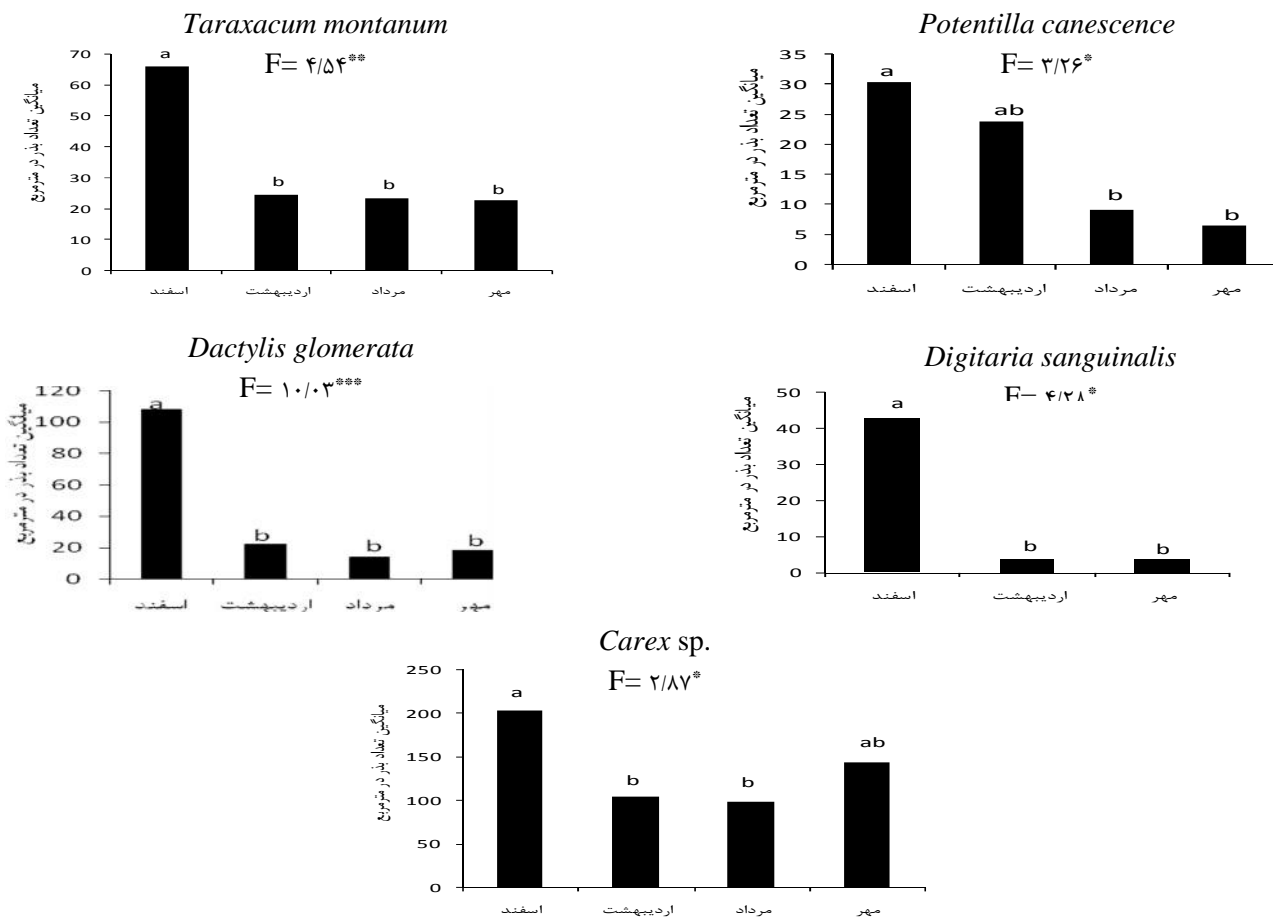 Taraxacum montanum
F= ۴/۵۴**
میانگین تعداد بذر در مترمربع
70
60
50
40
30
20
10
0
a
b
b
b
اسفند
اردیبهشت
مرداد
مهر
Potentilla canescence
F= ۳/۲۶*
میانگین تعداد بذر در مترمربع
35
30
25
20
15
10
5
0
a
ab
b
b
اسفند
اردیبهشت
مرداد
مهر
Dactylis glomerata
F= ۱۰/۰۳***
میانگین تعداد بذر در مترمربع
120
100
80
60
40
20
0
a
b
b
b
اسفند
اردیبهشت
مرداد
مهر
Digitaria sanguinalis
F= ۴/۲۸*
میانگین تعداد بذر در مترمربع
50
40
30
20
10
0
a
b
b
اسفند
اردیبهشت
مهر
Carex sp.
F= ۲/۸۷*
میانگین تعداد بذر در مترمربع
250
200
150
100
50
0
a
b
b
ab
اسفند
اردیبهشت
مرداد
مهر